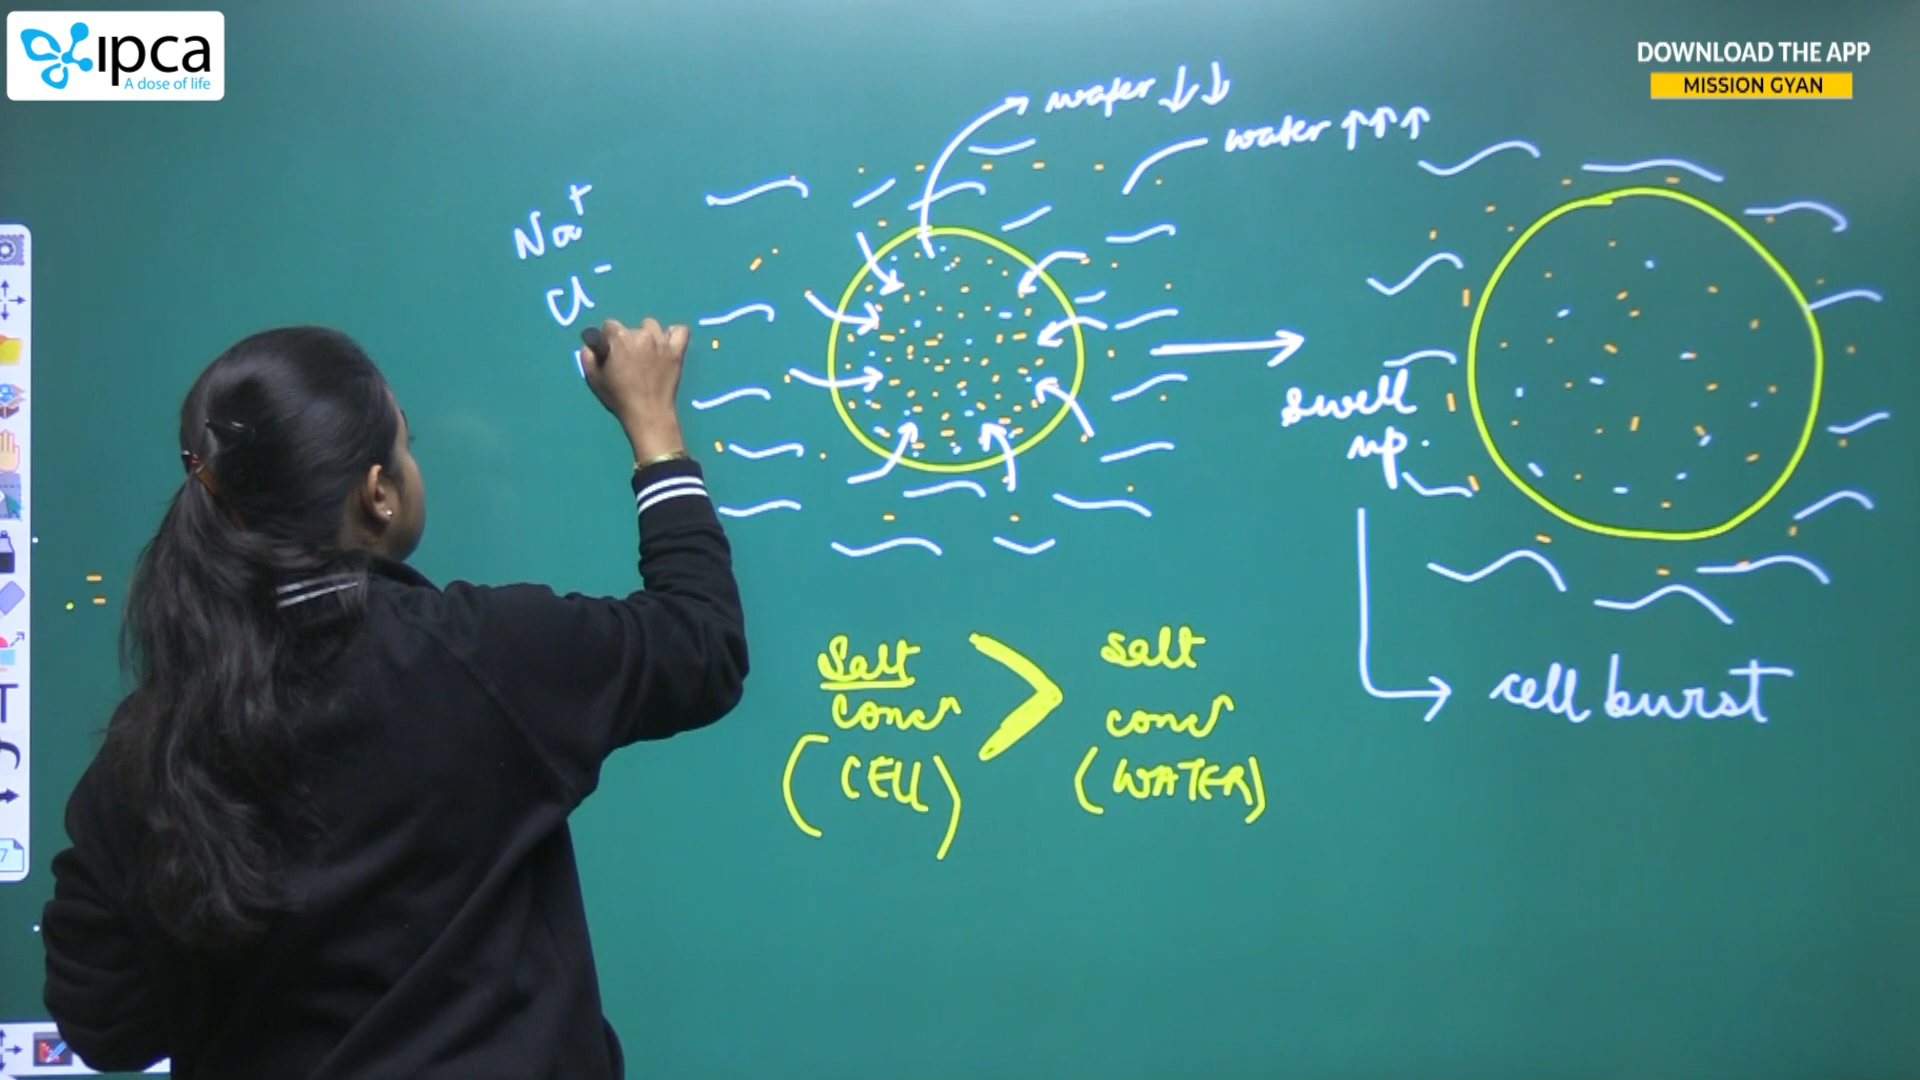 ipca
A dose of life
DOWNLOAD THE APP
MISSION GYAN
water ↓↓
water ↑↑↑
Na+
Cl-
swell
up.
cell burst
Salt
concn
(CELL)
>
salt
concn
(WATER)
T
7